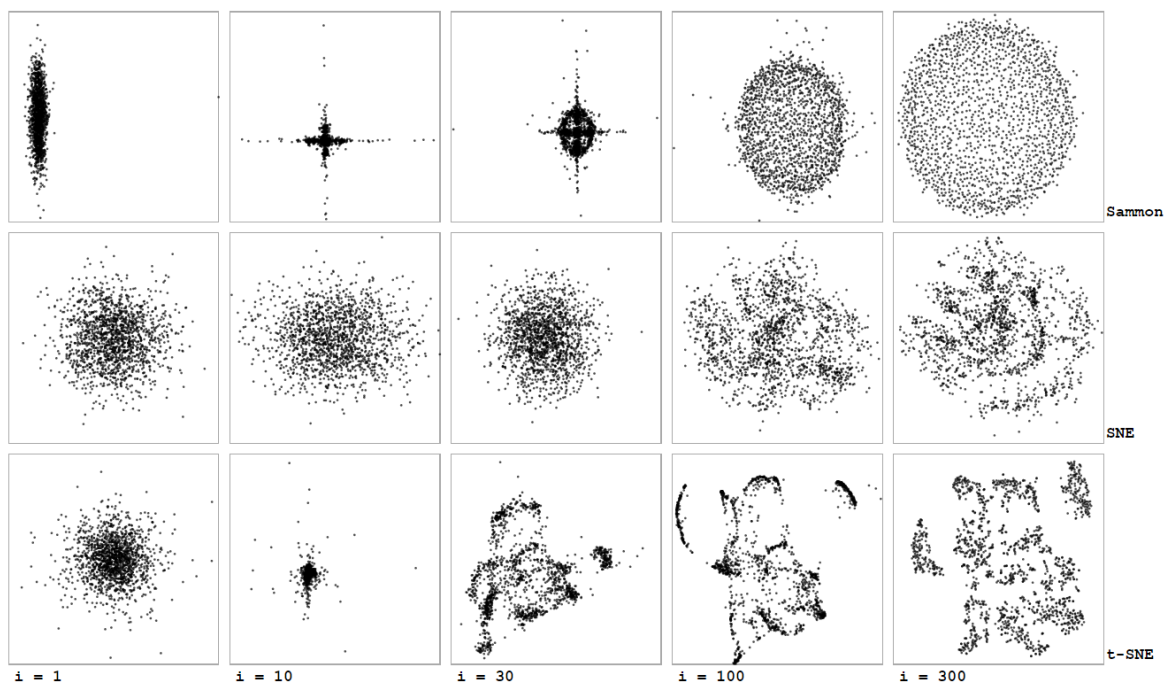 Sammon
SNE
t-SNE
i = 1
i = 10
i = 30
i = 100
i = 300